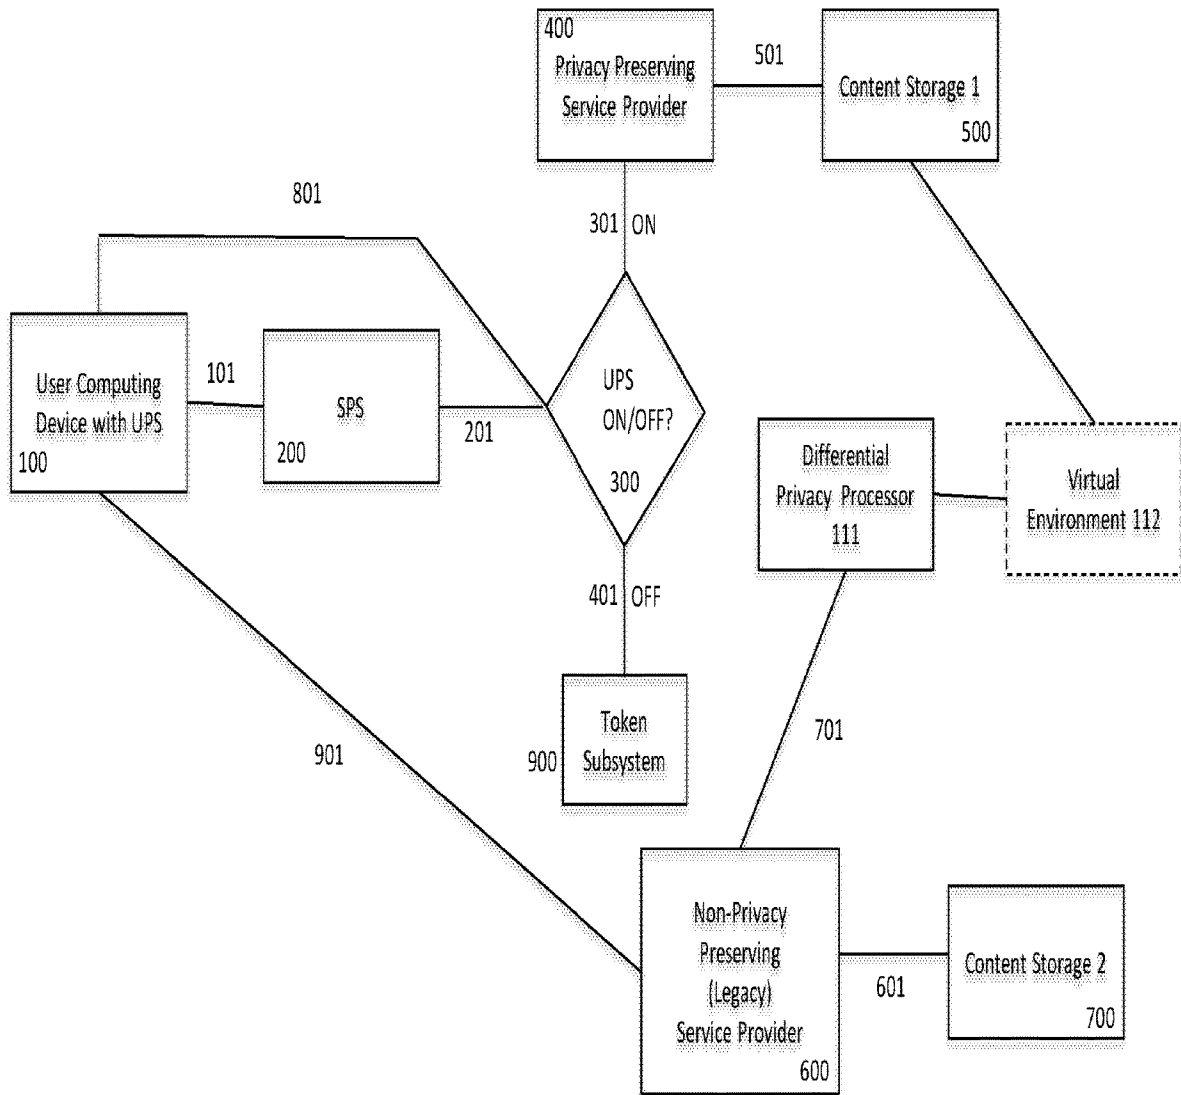 400
Privacy Preserving
Service Provider
501
Content Storage 1
500
801
301 ON
User Computing
Device with UPS
100
101
SPS
200
201
UPS
ON/OFF?
300
Differential
Privacy Processor
111
Virtual
Environment 112
401 OFF
Token
Subsystem
900
901
701
Non-Privacy
Preserving
(Legacy)
Service Provider
600
601
Content Storage 2
700